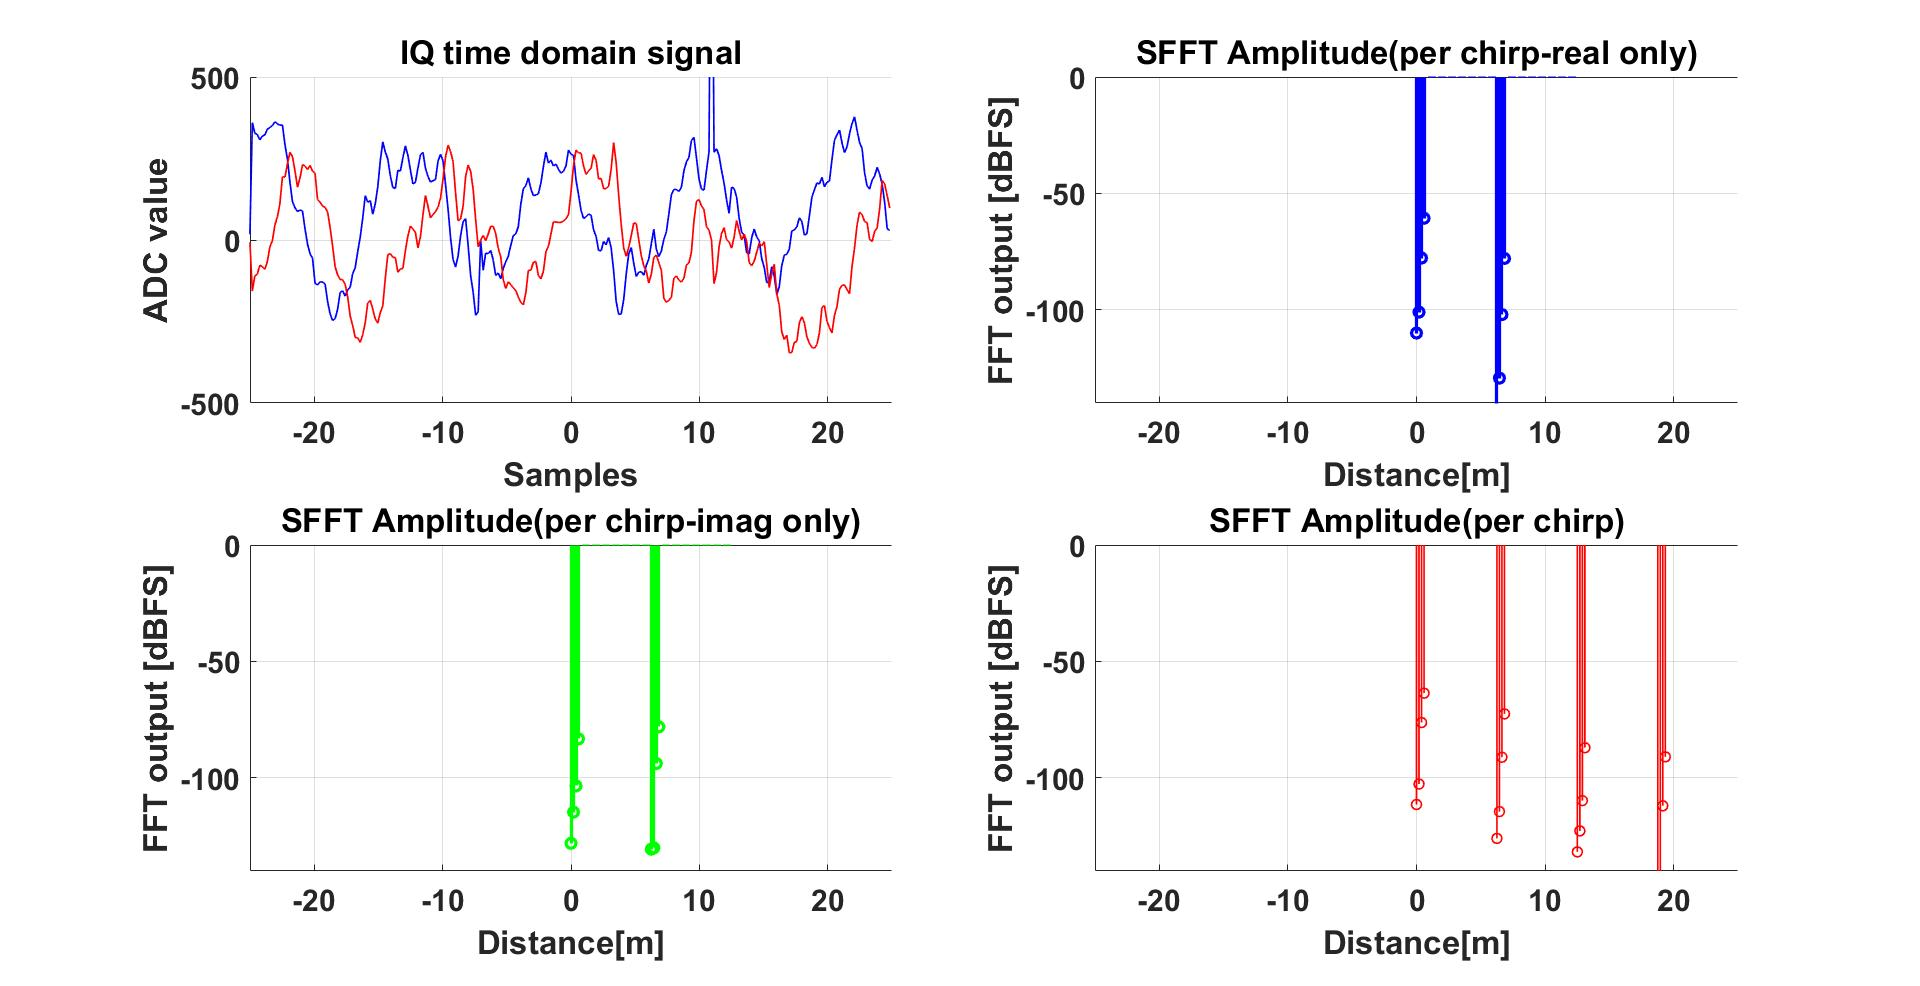 IQ time domain signal
500
0
-500
ADC value
-20 -10 0 10 20
Samples
SFFT Amplitude(per chirp-real only)
0
-50
-100
FFT output [dBFS]
-20 -10 0 10 20
Distance[m]
SFFT Amplitude(per chirp-imag only)
0
-50
-100
FFT output [dBFS]
-20 -10 0 10 20
Distance[m]
SFFT Amplitude(per chirp)
0
-50
-100
FFT output [dBFS]
-20 -10 0 10 20
Distance[m]